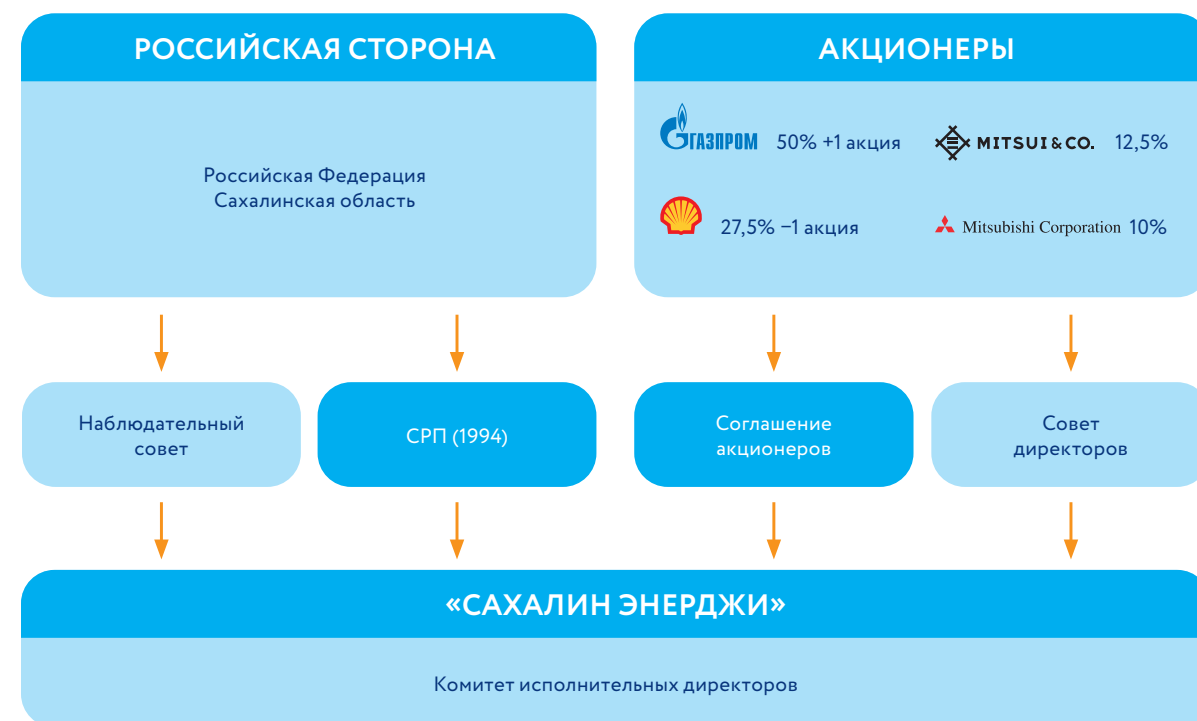 РОССИЙСКАЯ СТОРОНА
Российская Федерация
Сахалинская область
АКЦИОНЕРЫ
ГАЗПРОМ 50% +1 акция
MITSUI & CO. 12,5%
27,5% −1 акция
Mitsubishi Corporation 10%
Наблюдательный
совет
СРП (1994)
Соглашение
акционеров
Совет
директоров
«САХАЛИН ЭНЕРДЖИ»
Комитет исполнительных директоров